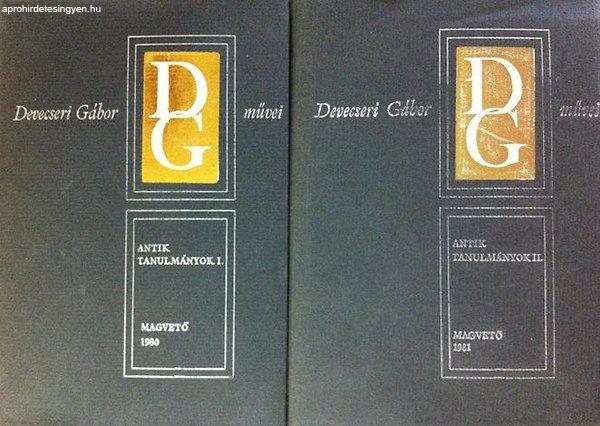 aprohirdetesingyen.hu
Devecseri Gábor DG művei
ANTIK
TANULMÁNYOK I.
MAGVETŐ
1980
Devecseri Gábor DG művei
ANTIK
TANULMÁNYOK II.
MAGVETŐ
1981